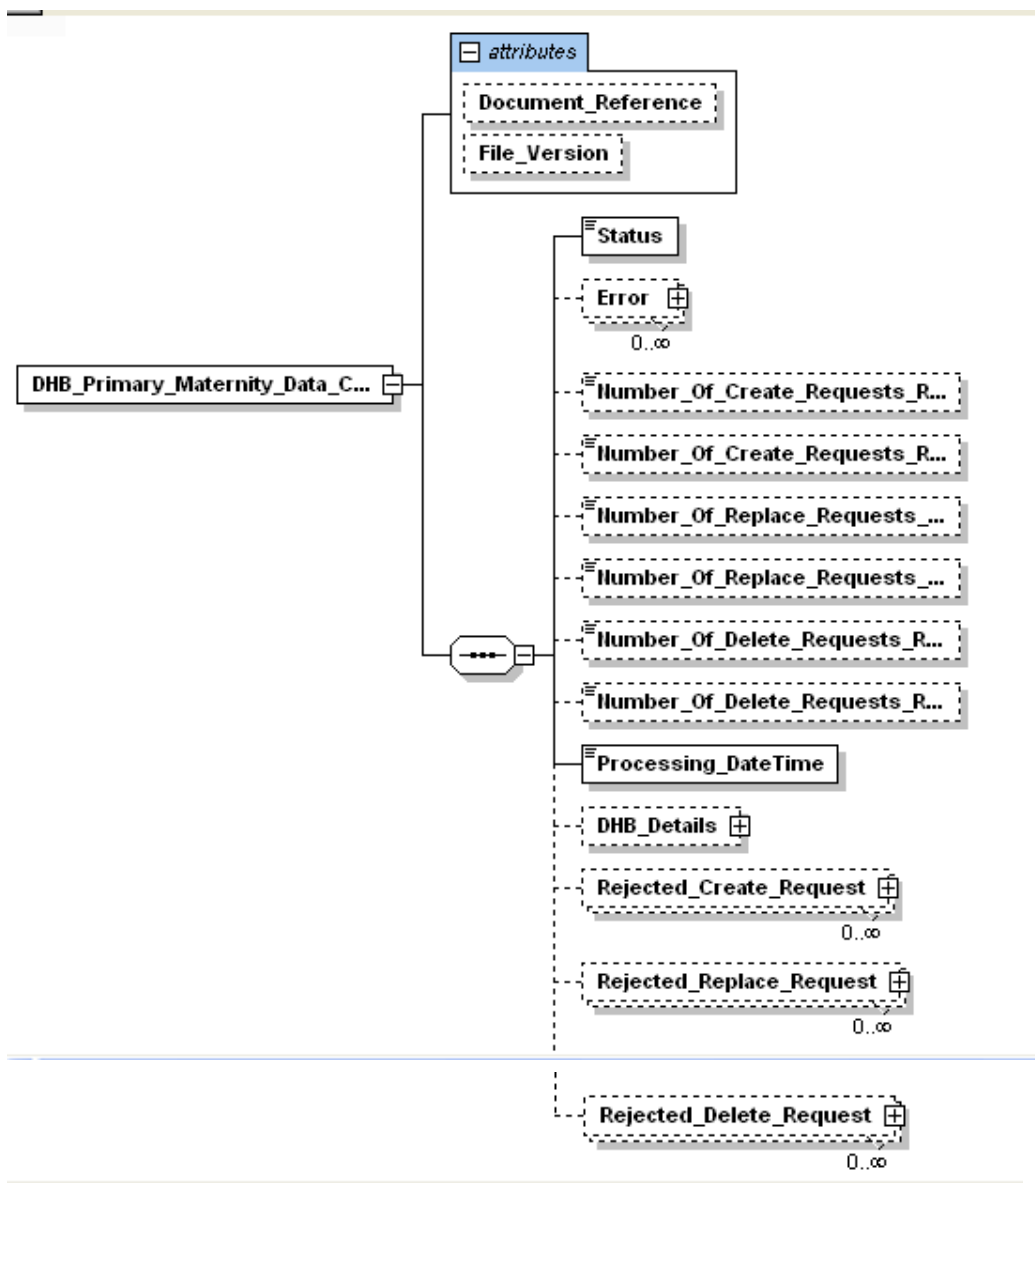 attributes
Document_Reference
File_Version
Status
Error
0..∞
DHB_Primary_Maternity_Data_C...
Number_Of_Create_Requests_R...
Number_Of_Create_Requests_R...
Number_Of_Replace_Requests_...
Number_Of_Replace_Requests_...
Number_Of_Delete_Requests_R...
Number_Of_Delete_Requests_R...
Processing_DateTime
DHB_Details
Rejected_Create_Request
0..∞
Rejected_Replace_Request
0..∞
Rejected_Delete_Request
0..∞